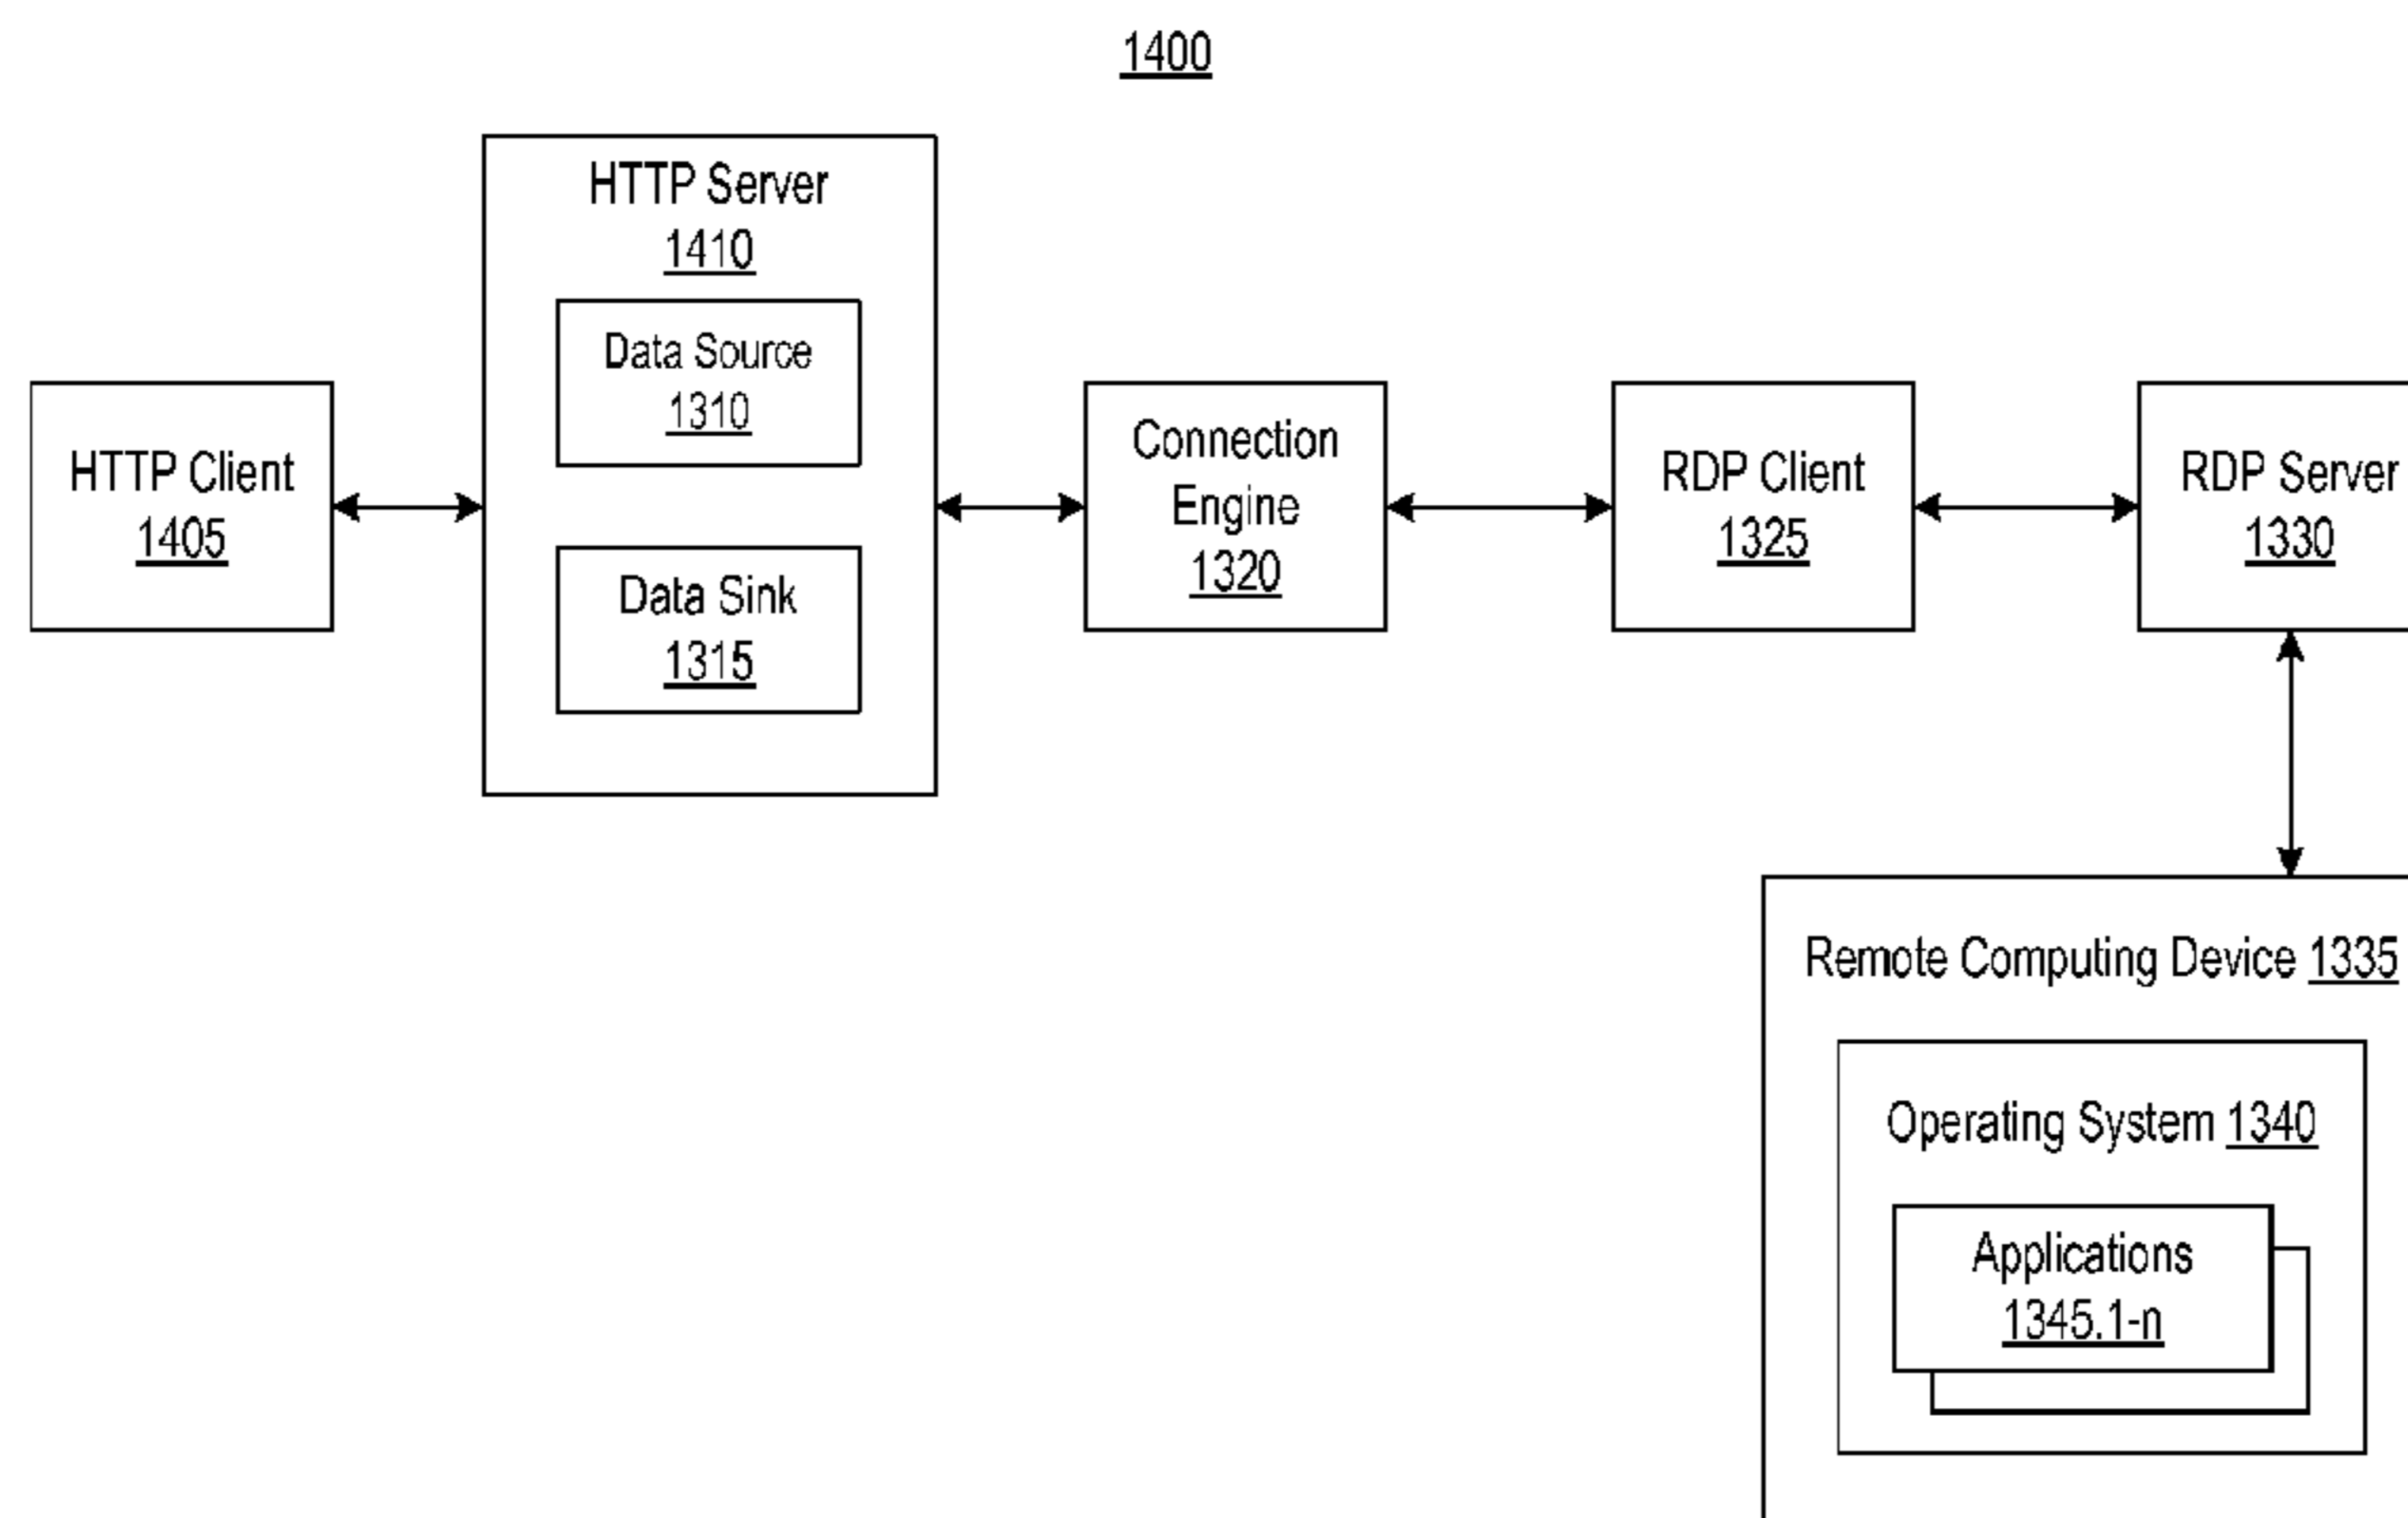 1400
HTTP Server
1410
Data Source
1310
Data Sink
1315
HTTP Client
1405
Connection
Engine
1320
RDP Client
1325
RDP Server
1330
Remote Computing Device 1335
Operating System 1340
Applications
1345.1-n